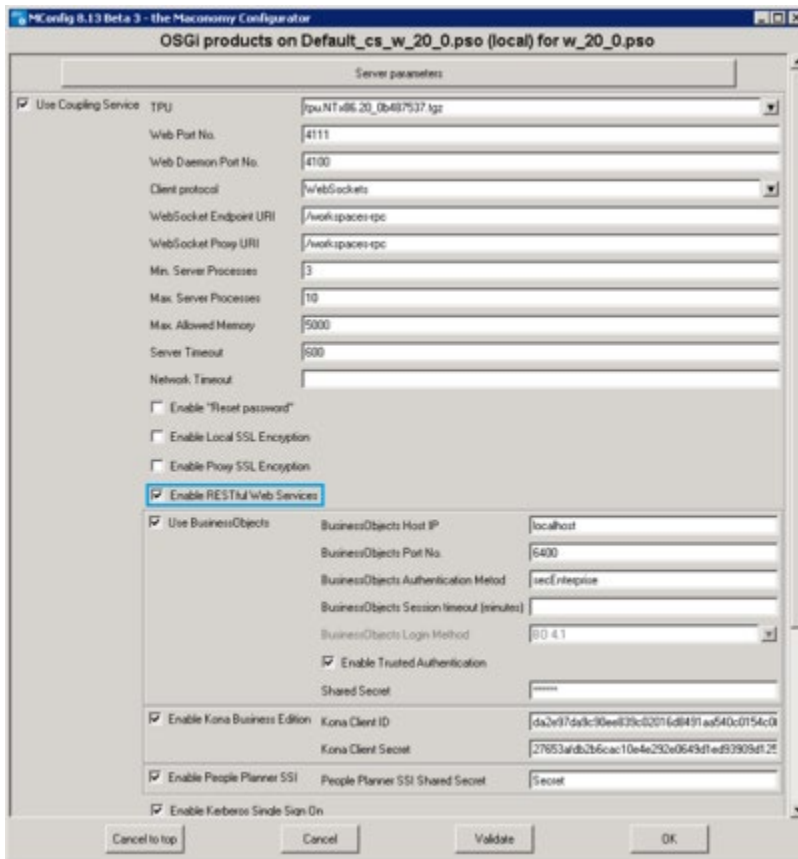 MConfig 8.13 Beta 3 - the Maconomy Configurator
OSGi products on Default_cs_w_20_0.pso (local) for w_20_0.pso
Server parameters
Use Coupling Service TPU tpu.NTx86.20_0b487537.tgz
Web Port No. 4111
Web Daemon Port No. 4100
Client protocol WebSockets
WebSocket Endpoint URI /workspaces-rpc
WebSocket Proxy URI /workspaces-rpc
Min. Server Processes 3
Max. Server Processes 10
Max. Allowed Memory 5000
Server Timeout 600
Network Timeout
Enable "Reset password"
Enable Local SSL Encryption
Enable Proxy SSL Encryption
Enable RESTful Web Services
Use BusinessObjects BusinessObjects Host IP localhost
BusinessObjects Port No. 6400
BusinessObjects Authentication Metod secEnterprise
BusinessObjects Session timeout (minutes)
BusinessObjects Login Method BO 4.1
Enable Trusted Authentication
Shared Secret ******
Enable Kona Business Edition Kona Client ID
Kona Client Secret
Enable People Planner SSI People Planner SSI Shared Secret Secret
Enable Kerberos Single Sign On
Cancel to top Cancel Validate OK